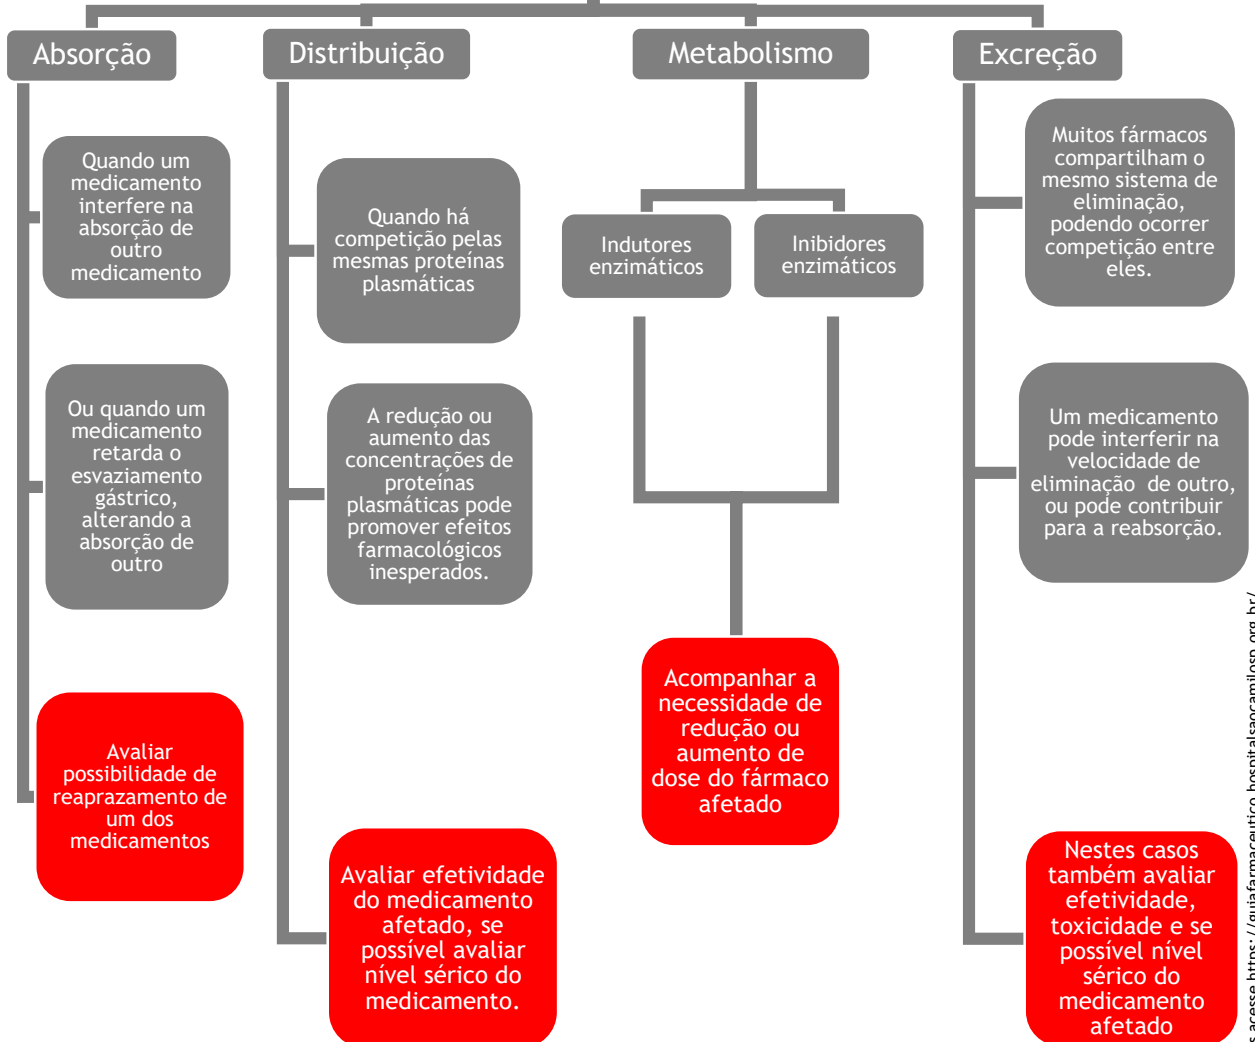 Absorção
Distribuição
Metabolismo
Excreção
Quando um
medicamento
interfere na
absorção de
outro
medicamento
Ou quando um
medicamento
retarda o
esvaziamento
gástrico,
alterando a
absorção de
outro
Avaliar
possibilidade de
reaprazamento de
um dos
medicamentos
Quando há
competição pelas
mesmas proteínas
plasmáticas
A redução ou
aumento das
concentrações de
proteínas
plasmáticas pode
promover efeitos
farmacológicos
inesperados.
Avaliar efetividade
do medicamento
afetado, se
possível avaliar
nível sérico do
medicamento.
Indutores
enzimáticos
Inibidores
enzimáticos
Acompanhar a
necessidade de
redução ou
aumento de
dose do fármaco
afetado
Muitos fármacos
compartilham o
mesmo sistema de
eliminação,
podendo ocorrer
competição entre
eles.
Um medicamento
pode interferir na
velocidade de
eliminação de outro,
ou pode contribuir
para a reabsorção.
Nestes casos
também avaliar
efetividade,
toxicidade e se
possível nível
sérico do
medicamento
afetado
acesse https://guiafarmaceutico.hospitalsaocamilosp.org.br/